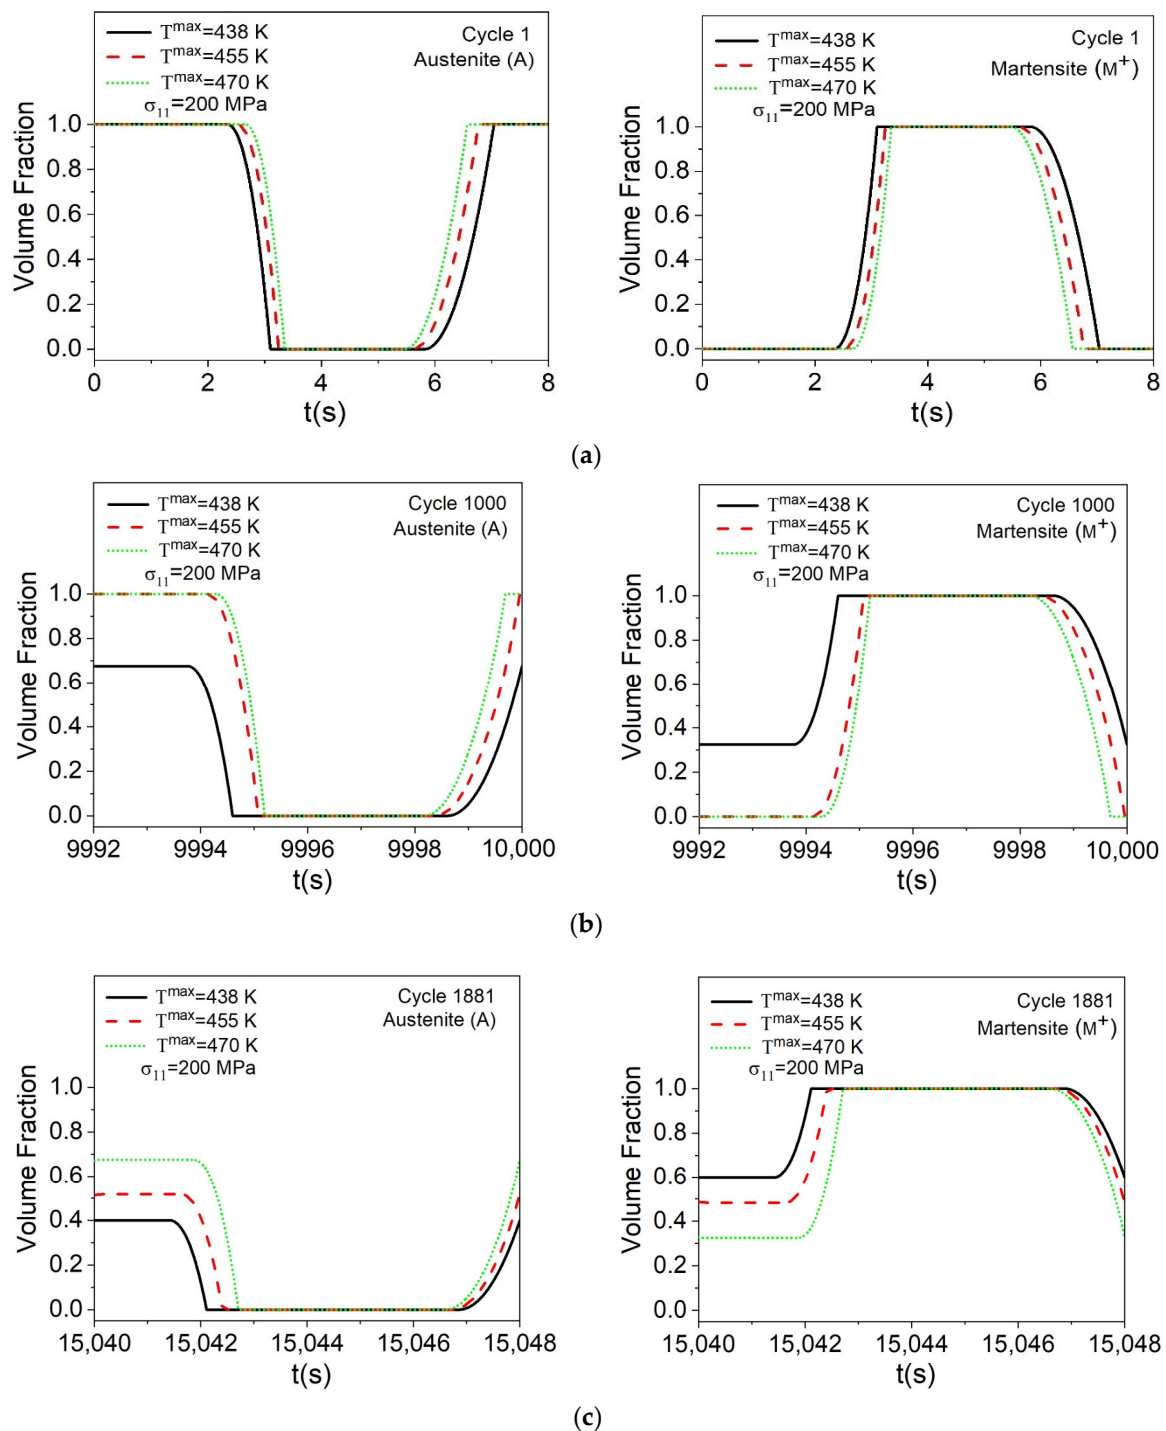 Tmax=438 K
Tmax=455 K
Tmax=470 K
σ11=200 MPa
Cycle 1
Austenite (A)
Volume Fraction
1.0
0.8
0.6
0.4
0.2
0.0
0 2 4 6 8
t(s)
Tmax=438 K
Tmax=455 K
Tmax=470 K
σ11=200 MPa
Cycle 1
Martensite (M+)
Volume Fraction
1.0
0.8
0.6
0.4
0.2
0.0
0 2 4 6 8
t(s)
(a)
Tmax=438 K
Tmax=455 K
Tmax=470 K
σ11=200 MPa
Cycle 1000
Austenite (A)
Volume Fraction
1.0
0.8
0.6
0.4
0.2
0.0
9992 9994 9996 9998 10,000
t(s)
Tmax=438 K
Tmax=455 K
Tmax=470 K
σ11=200 MPa
Cycle 1000
Martensite (M+)
Volume Fraction
1.0
0.8
0.6
0.4
0.2
0.0
9992 9994 9996 9998 10,000
t(s)
(b)
Tmax=438 K
Tmax=455 K
Tmax=470 K
σ11=200 MPa
Cycle 1881
Austenite (A)
Volume Fraction
1.0
0.8
0.6
0.4
0.2
0.0
15,040 15,042 15,044 15,046 15,048
t(s)
Tmax=438 K
Tmax=455 K
Tmax=470 K
σ11=200 MPa
Cycle 1881
Martensite (M+)
Volume Fraction
1.0
0.8
0.6
0.4
0.2
0.0
15,040 15,042 15,044 15,046 15,048
t(s)
(c)